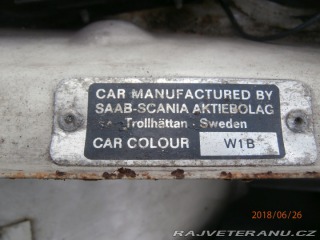 CAR MANUFACTURED BY
SAAB-SCANIA AKTIEBOLAG
Trollhättan · Sweden
CAR COLOUR W1B
2018/06/26
RAJVETERANU.CZ